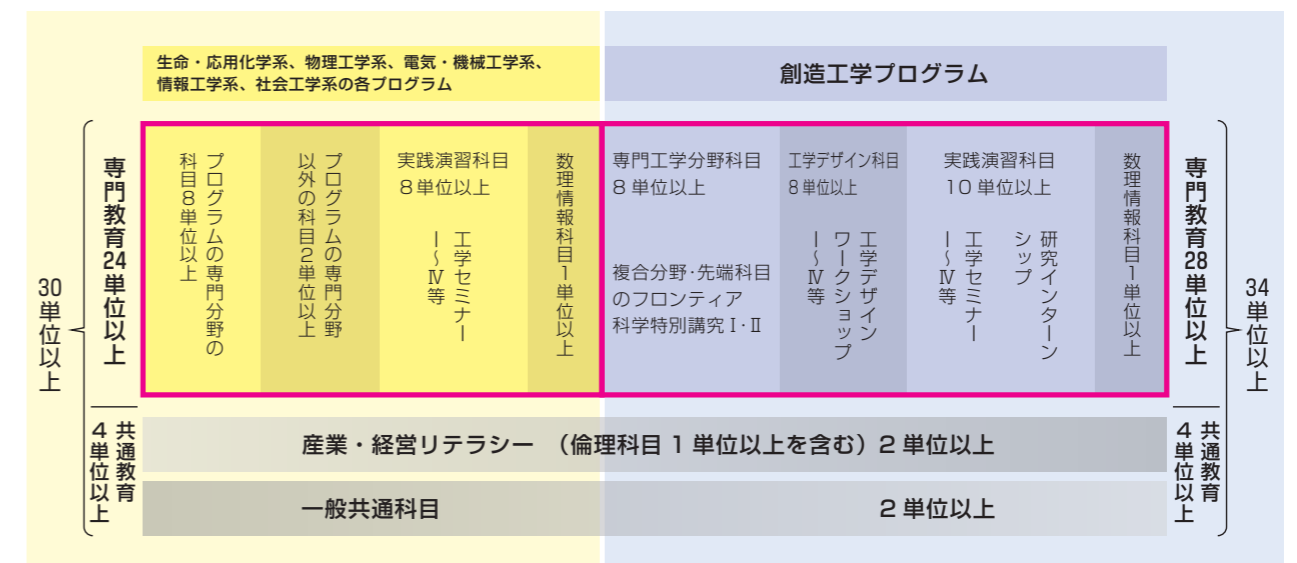 生命・応用化学系、物理工学系、電気・機械工学系、
情報工学系、社会工学系の各プログラム
創造工学プログラム
30単位以上
専門教育24単位以上
プログラムの専門分野の
科目8単位以上
プログラムの専門分野
以外の科目2単位以上
実践演習科目
8単位以上
工学セミナー
Ⅰ〜Ⅳ等
数理情報科目1単位以上
専門工学分野科目
8単位以上
複合分野・先端科目
のフロンティア
科学特別講究Ⅰ・Ⅱ
工学デザイン科目
8単位以上
工学デザイン
ワークショップ
Ⅰ〜Ⅳ等
実践演習科目
10単位以上
研究インターン
シップ
工学セミナー
Ⅰ〜Ⅳ等
数理情報科目1単位以上
専門教育28単位以上
34単位以上
共通教育
4単位以上
産業・経営リテラシー （倫理科目1単位以上を含む）2単位以上
一般共通科目 2単位以上
共通教育
4単位以上